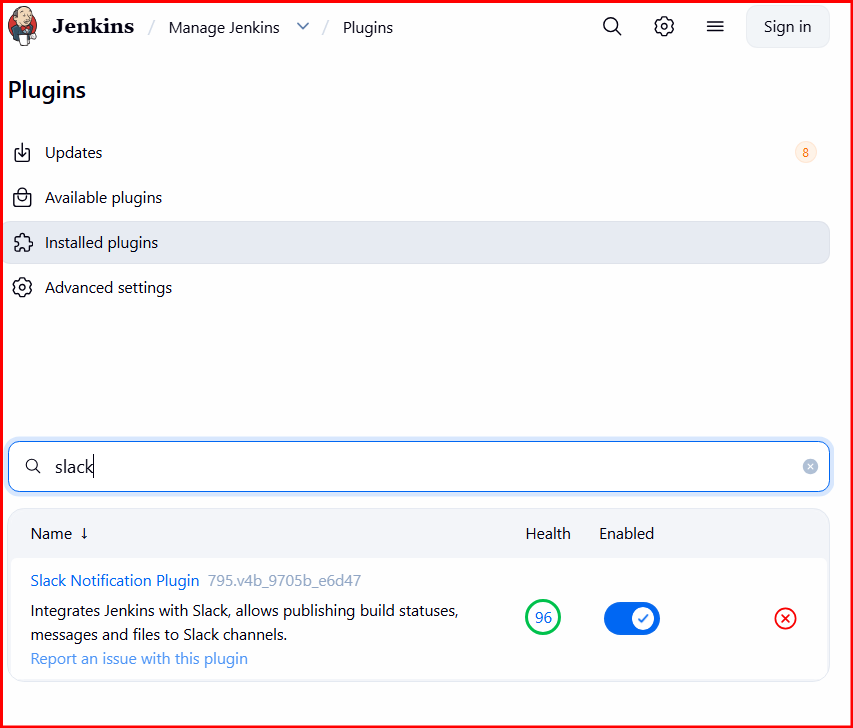 Jenkins / Manage Jenkins / Plugins Sign in
Plugins
Updates 8
Available plugins
Installed plugins
Advanced settings
slack
Name ↓ Health Enabled
Slack Notification Plugin 795.v4b_9705b_e6d47
Integrates Jenkins with Slack, allows publishing build statuses,
messages and files to Slack channels.
96
Report an issue with this plugin